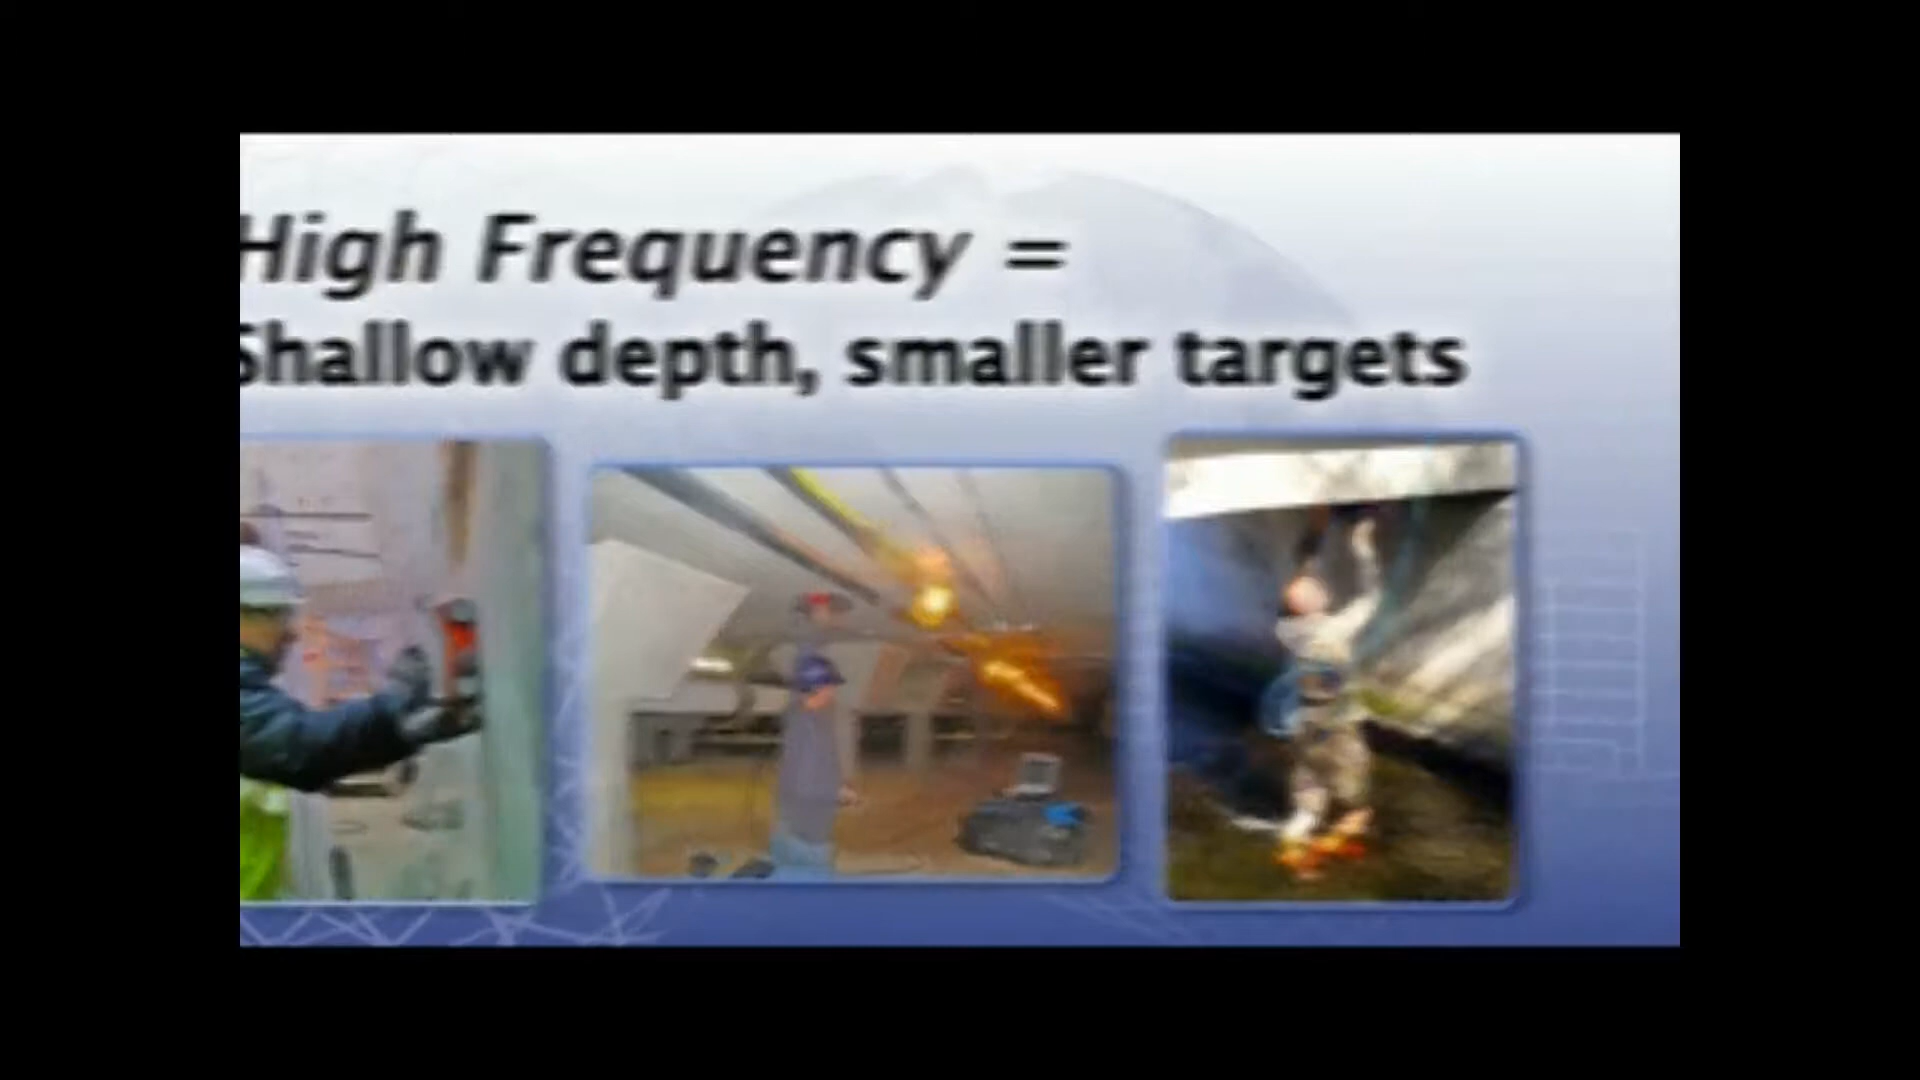 High Frequency =
Shallow depth, smaller targets